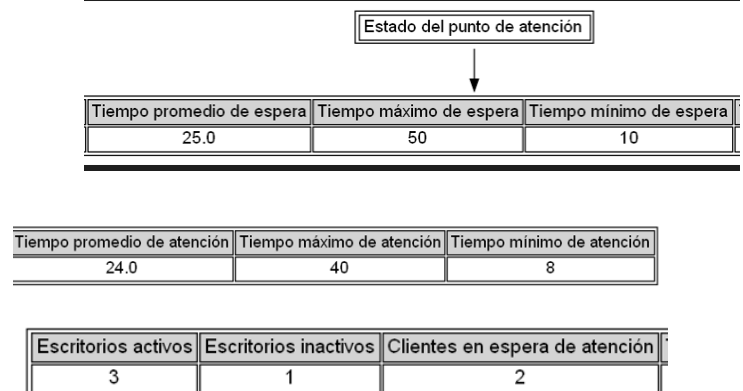 Estado del punto de atención
Tiempo promedio de espera Tiempo máximo de espera Tiempo mínimo de espera
25.0 50 10
Tiempo promedio de atención Tiempo máximo de atención Tiempo mínimo de atención
24.0 40 8
Escritorios activos Escritorios inactivos Clientes en espera de atención
3 1 2